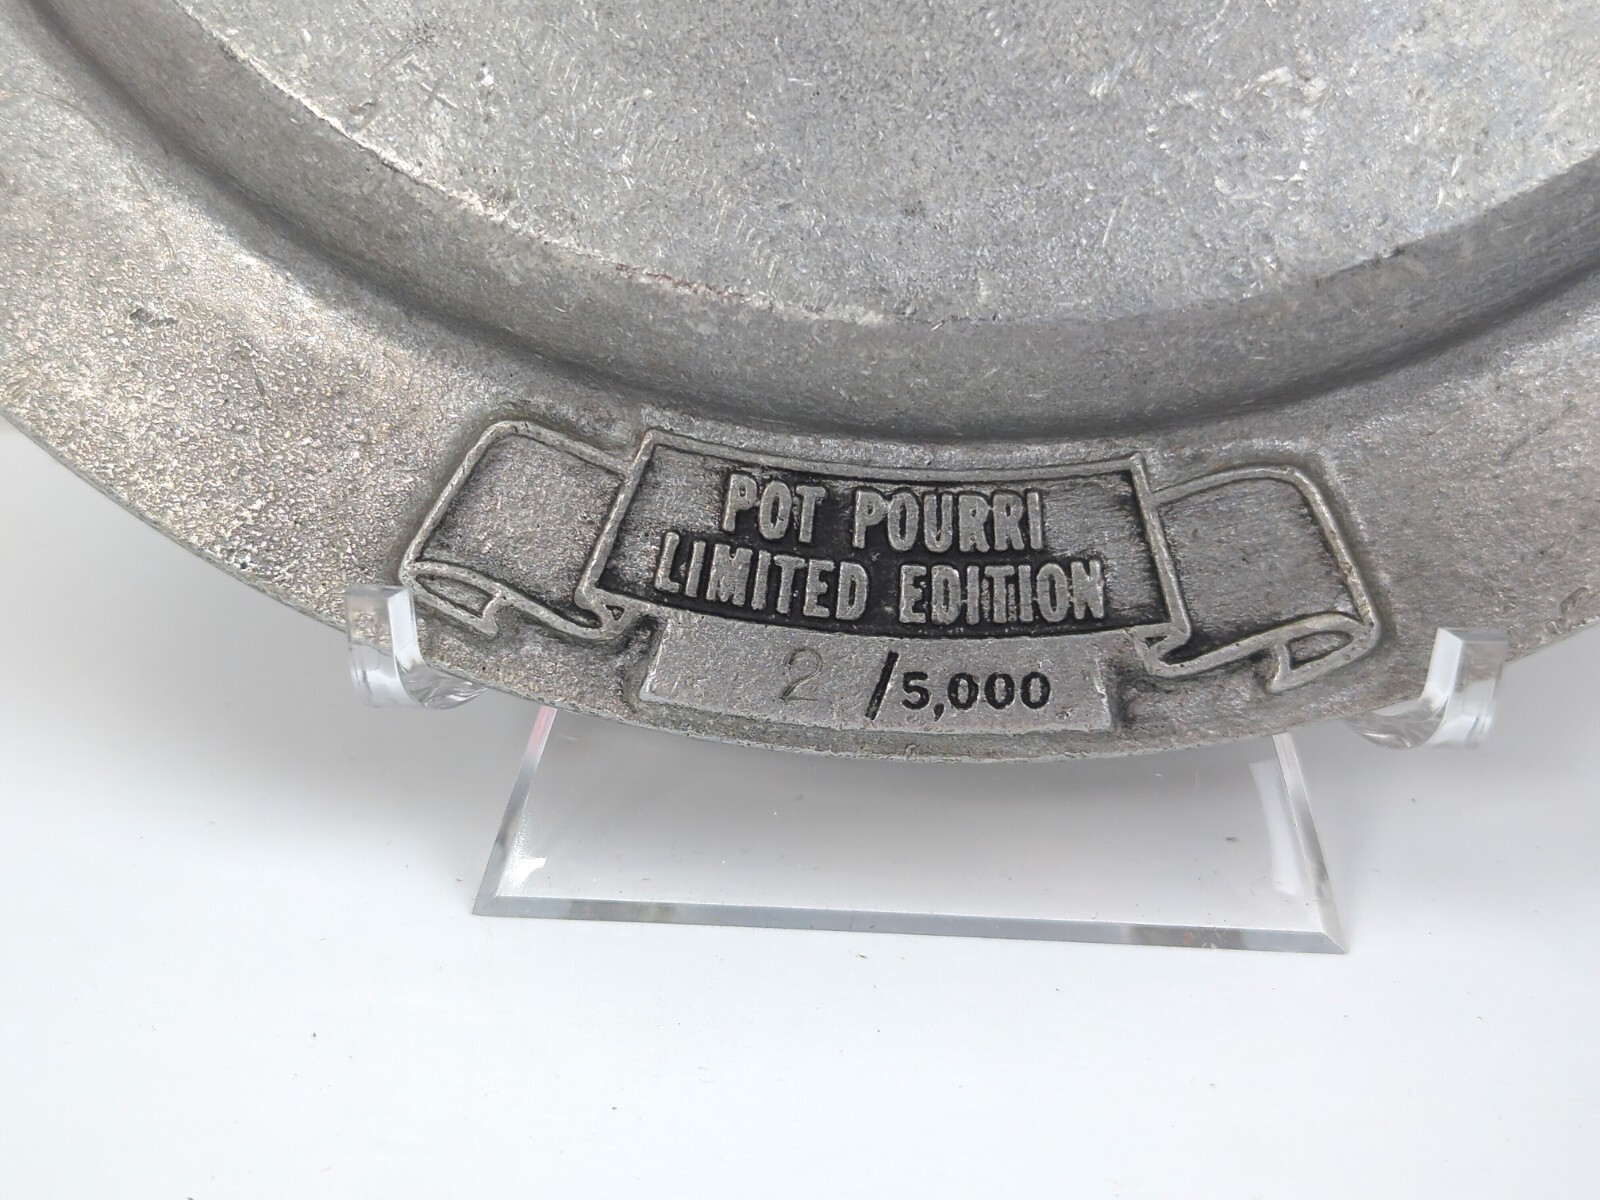 POT POURRI
LIMITED EDITION
2 /5,000